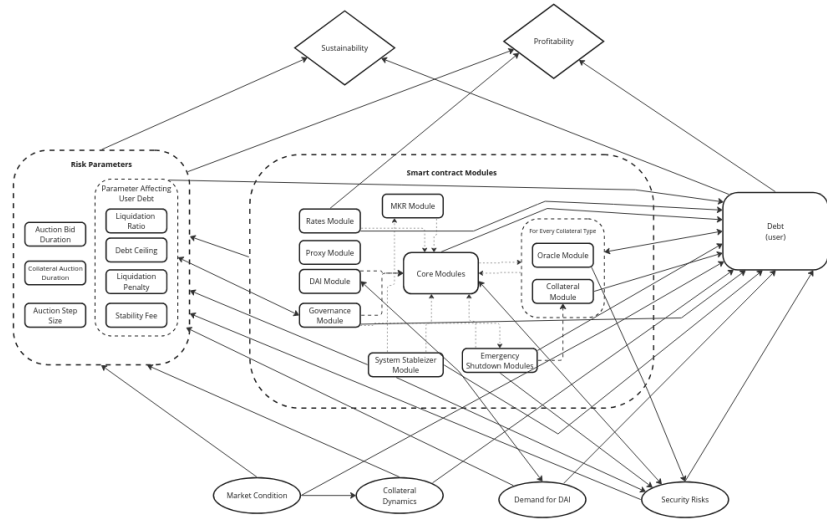 Sustainability
Profitability
Risk Parameters
Parameter Affecting
User Debt
Auction Bid
Duration
Collateral Auction
Duration
Auction Step
Size
Liquidation
Ratio
Debt Ceiling
Liquidation
Penalty
Stability Fee
Smart contract Modules
Rates Module
MKR Module
Proxy Module
DAI Module
Governance
Module
Core Modules
For Every Collateral Type
Oracle Module
Collateral
Module
System Stableizer
Module
Emergency
Shutdown Modules
Debt
(user)
Market Condition
Collateral
Dynamics
Demand for DAI
Security Risks